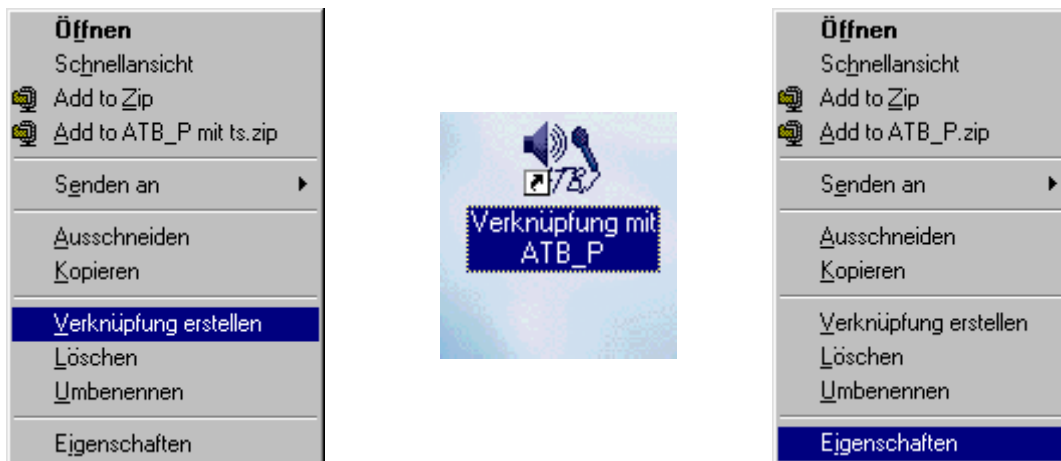 Öffnen
Schnellansicht
Add to Zip
Add to ATB_P mit ts.zip
Senden an
Ausschneiden
Kopieren
Verknüpfung erstellen
Löschen
Umbenennen
Eigenschaften
ATB
Verknüpfung mit
ATB_P
Öffnen
Schnellansicht
Add to Zip
Add to ATB_P.zip
Senden an
Ausschneiden
Kopieren
Verknüpfung erstellen
Löschen
Umbenennen
Eigenschaften